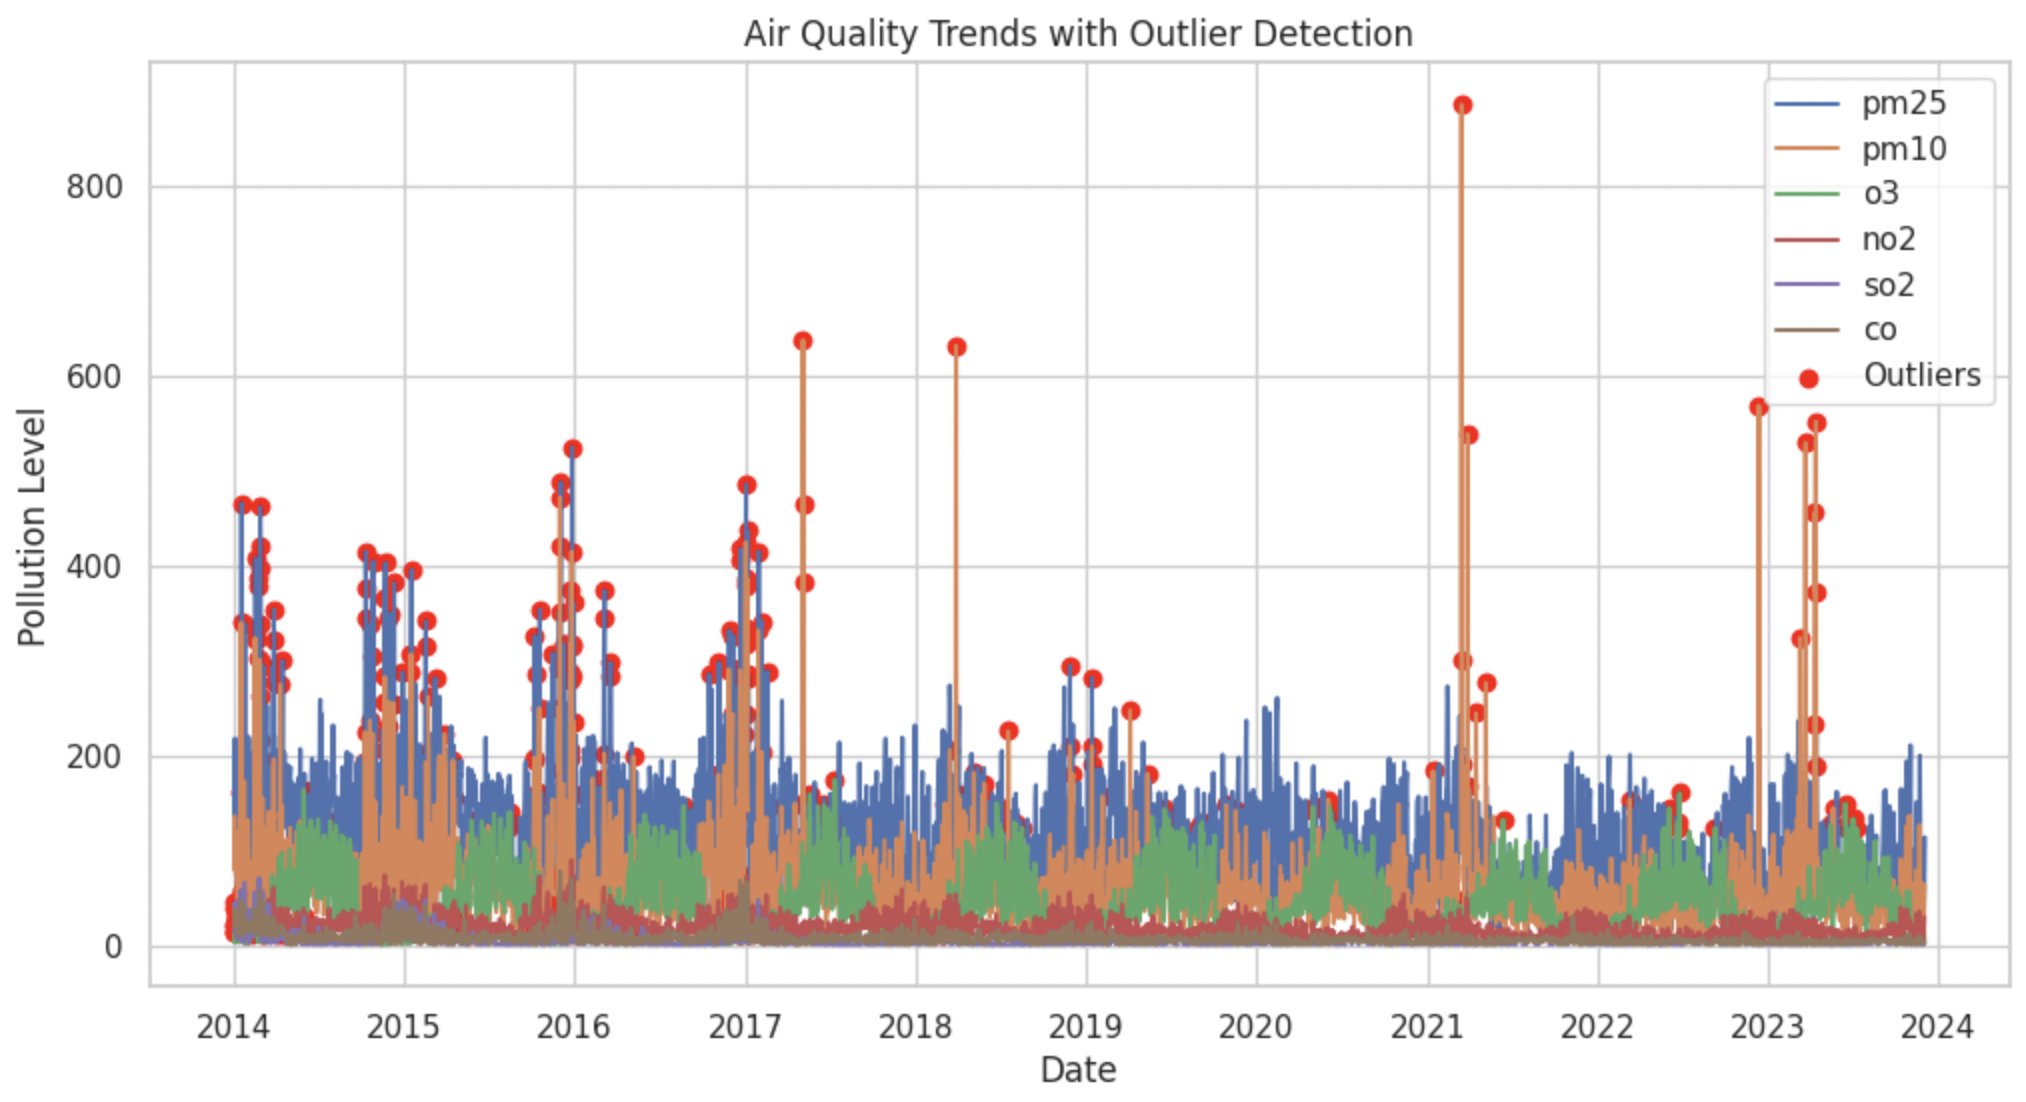 Air Quality Trends with Outlier Detection
pm25
pm10
o3
no2
so2
co
Outliers
Pollution Level
800
600
400
200
0
2014 2015 2016 2017 2018 2019 2020 2021 2022 2023 2024
Date